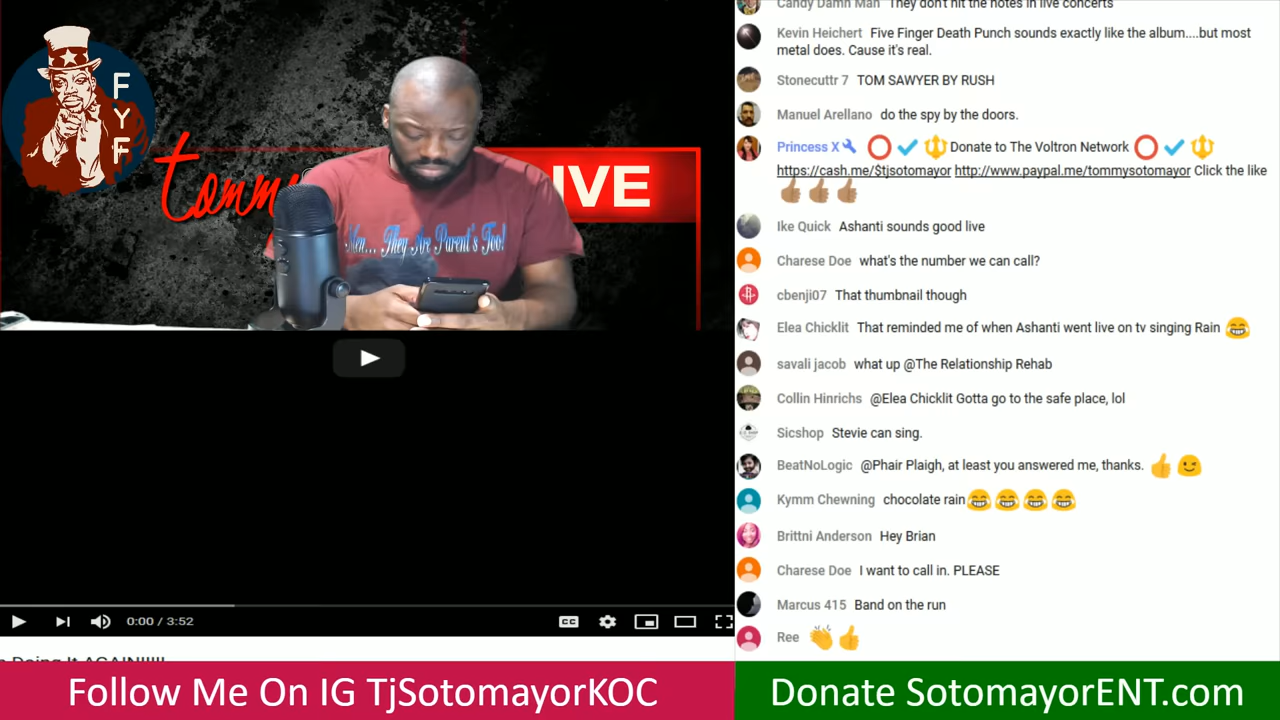 FYF
tommy
LIVE
Men... They Are Parent's Too!
0:00 / 3:52
CC
Doing It AGAIN!!!!!
Follow Me On IG TjSotomayorKOC
Candy Damn Man They don't hit the notes in live concerts
Kevin Heichert Five Finger Death Punch sounds exactly like the album....but most
metal does. Cause it's real.
Stonecuttr 7 TOM SAWYER BY RUSH
Manuel Arellano do the spy by the doors.
Princess X Donate to The Voltron Network
https://cash.me/$tjsotomayor http://www.paypal.me/tommysotomayor Click the like
Ike Quick Ashanti sounds good live
Charese Doe what's the number we can call?
cbenji07 That thumbnail though
Elea Chicklit That reminded me of when Ashanti went live on tv singing Rain
savali jacob what up @The Relationship Rehab
Collin Hinrichs @Elea Chicklit Gotta go to the safe place, lol
Sicshop Stevie can sing.
BeatNoLogic @Phair Plaigh, at least you answered me, thanks.
Kymm Chewning chocolate rain
Brittni Anderson Hey Brian
Charese Doe I want to call in. PLEASE
Marcus 415 Band on the run
Ree
Donate SotomayorENT.com